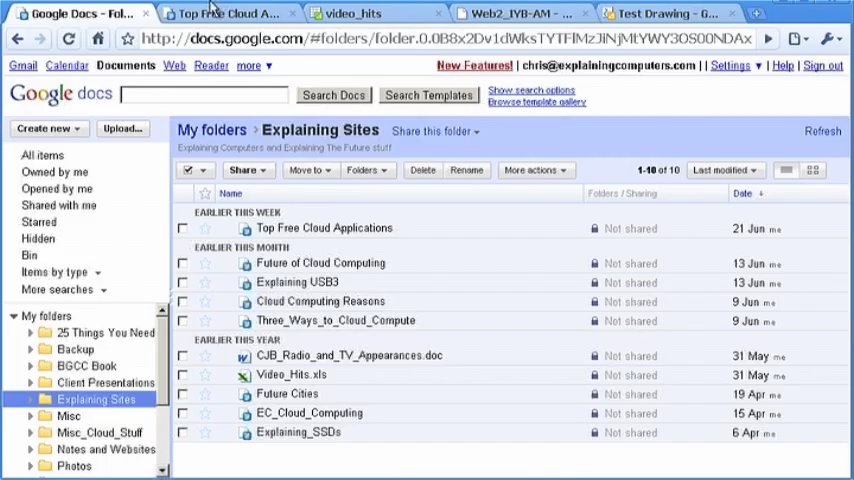 Google Docs - Fol...
Top Free Cloud A...
video_hits
Web2_IYB-AM - ...
Test Drawing - G...
http://docs.google.com/#folders/folder.0.0B8x2Dv1dWksTYTFlMzJiNjMtYWY3OS00NDAx
Gmail Calendar Documents Web Reader more ▼
New Features! | chris@explainingcomputers.com | | Settings ▼ | Help | Sign out
Google docs
Search Docs
Search Templates
Show search options
Browse template gallery
Create new
Upload...
My folders > Explaining Sites Share this folder
Refresh
Explaining Computers and Explaining The Future stuff
Share
Move to
Folders
Delete
Rename
More actions
1-10 of 10
Last modified
Name
Folders / Sharing
Date ↓
EARLIER THIS WEEK
Top Free Cloud Applications Not shared 21 Jun me
EARLIER THIS MONTH
Future of Cloud Computing Not shared 13 Jun me
Explaining USB3 Not shared 13 Jun me
Cloud Computing Reasons Not shared 9 Jun me
Three_Ways_to_Cloud_Compute Not shared 9 Jun me
EARLIER THIS YEAR
CJB_Radio_and_TV_Appearances.doc Not shared 31 May me
Video_Hits.xls Not shared 31 May me
Future Cities Not shared 19 Apr me
EC_Cloud_Computing Not shared 15 Apr me
Explaining_SSDs Not shared 6 Apr me
All items
Owned by me
Opened by me
Shared with me
Starred
Hidden
Bin
Items by type
More searches
My folders
25 Things You Need
Backup
BGCC Book
Client Presentations
Explaining Sites
Misc
Misc_Cloud_Stuff
Notes and Websites
Photos